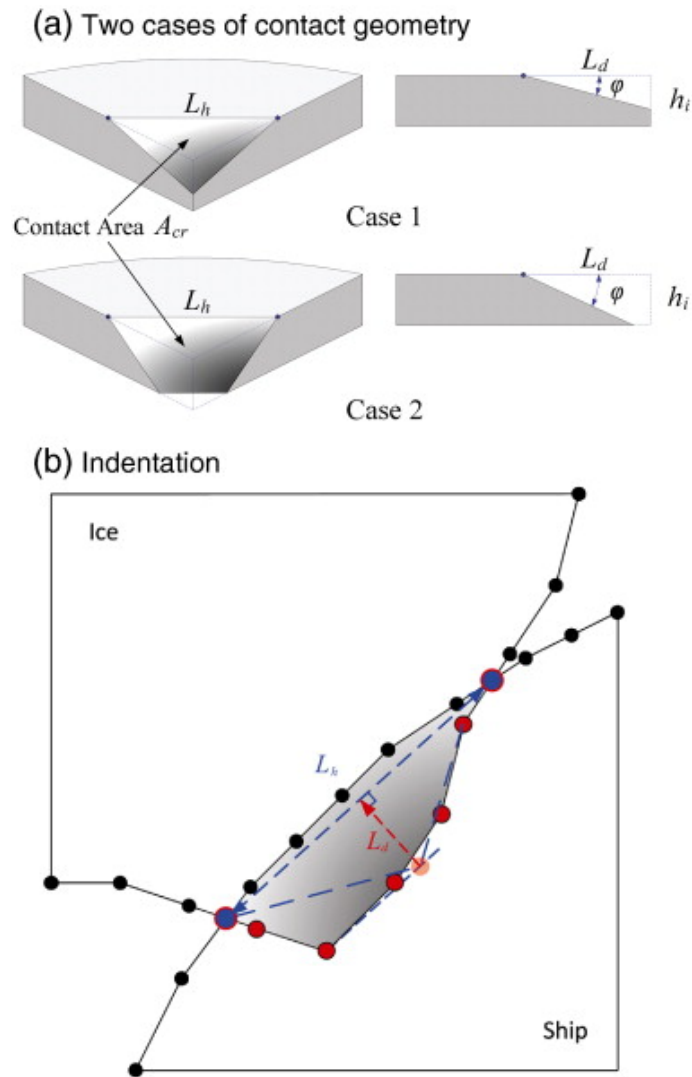 (a) Two cases of contact geometry
L_h
L_d
φ
h_i
Case 1
Contact Area A_cr
L_h
L_d
φ
h_i
Case 2
(b) Indentation
Ice
L_h
L_d
Ship